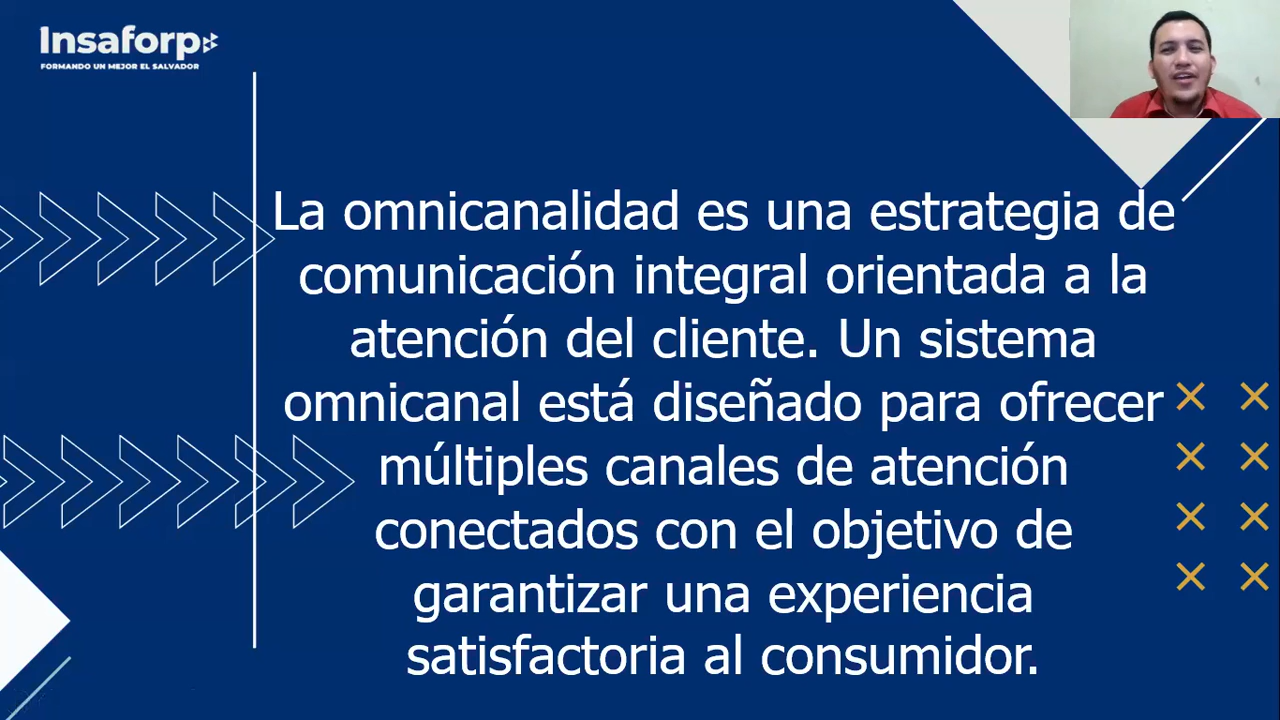 Insaforp
FORMANDO UN MEJOR EL SALVADOR
La omnicanalidad es una estrategia de
comunicación integral orientada a la
atención del cliente. Un sistema
omnicanal está diseñado para ofrecer
múltiples canales de atención
conectados con el objetivo de
garantizar una experiencia
satisfactoria al consumidor.